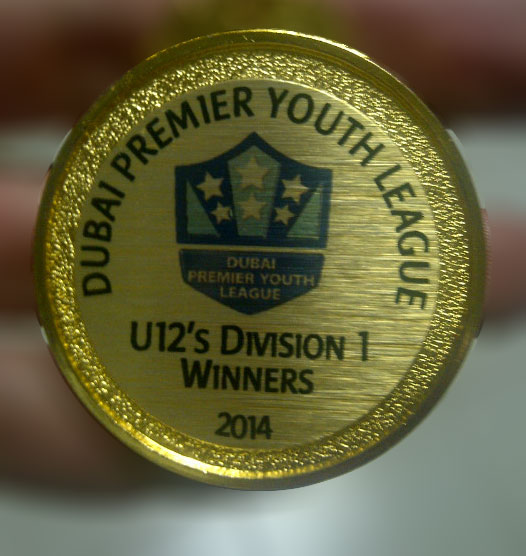 DUBAI PREMIER YOUTH LEAGUE
DUBAI
PREMIER YOUTH
LEAGUE
U12's DIVISION 1
WINNERS
2014